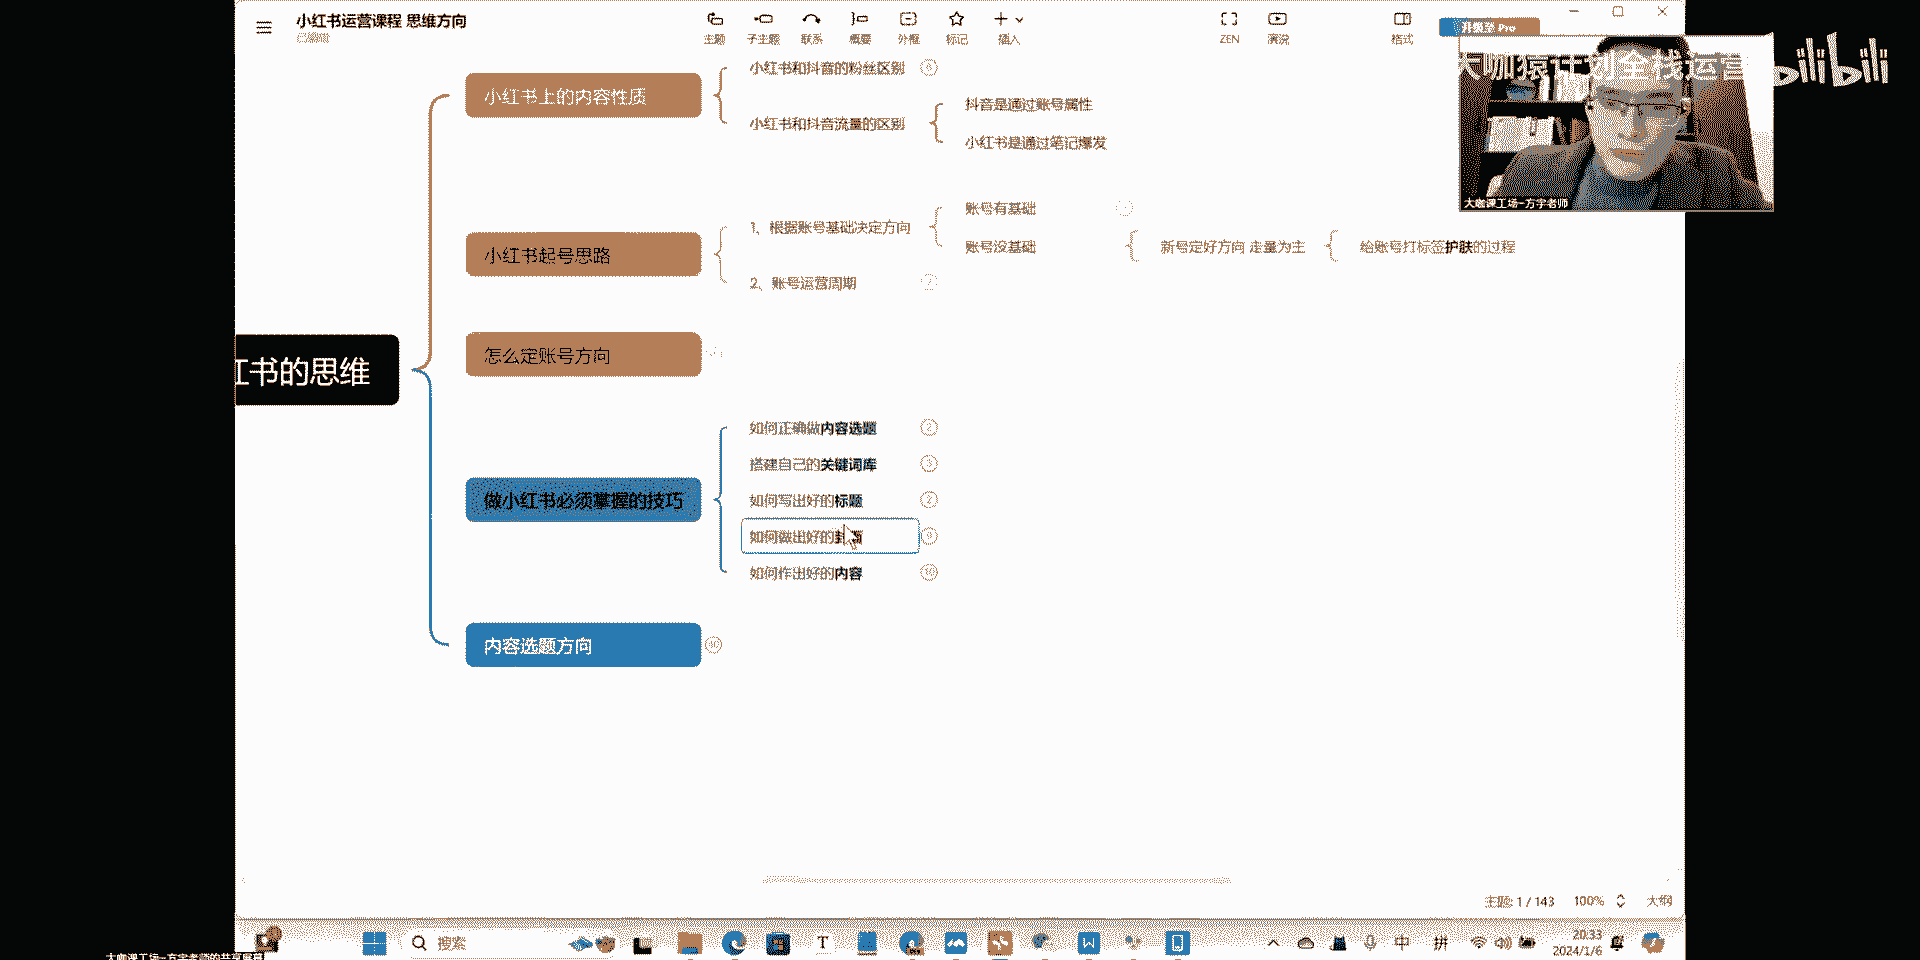 小红书运营课程 思维方向
已编辑
主题
子主题
联系
概要
外框
标记
插入
ZEN
演说
格式
升级至 Pro
大咖猿计划全栈运营
bilibili
大咖课工场-方宇老师
红书的思维
小红书上的内容性质
小红书和抖音的粉丝区别
小红书和抖音流量的区别
抖音是通过账号属性
小红书是通过笔记爆发
小红书起号思路
1、根据账号基础决定方向
账号有基础
账号没基础
新号定好方向 走量为主
给账号打标签护肤的过程
2、账号运营周期
怎么定账号方向
做小红书必须掌握的技巧
如何正确做内容选题
2
搭建自己的关键词库
3
如何写出好的标题
2
如何做出好的封面
如何作出好的内容
10
内容选题方向
40
主题: 1 / 143
100%
大纲
搜索
中
拼
20:33
2024/1/6
大咖课工场-方宇老师的共享屏幕